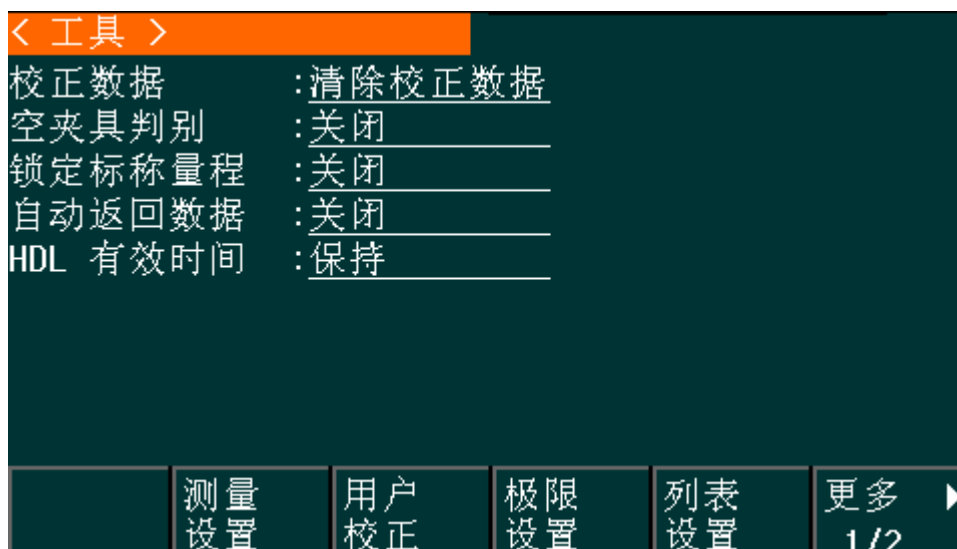 < 工具 >
校正数据 :清除校正数据
空夹具判别 :关闭
锁定标称量程 :关闭
自动返回数据 :关闭
HDL 有效时间 :保持
测量设置
用户校正
极限设置
列表设置
更多 1/2